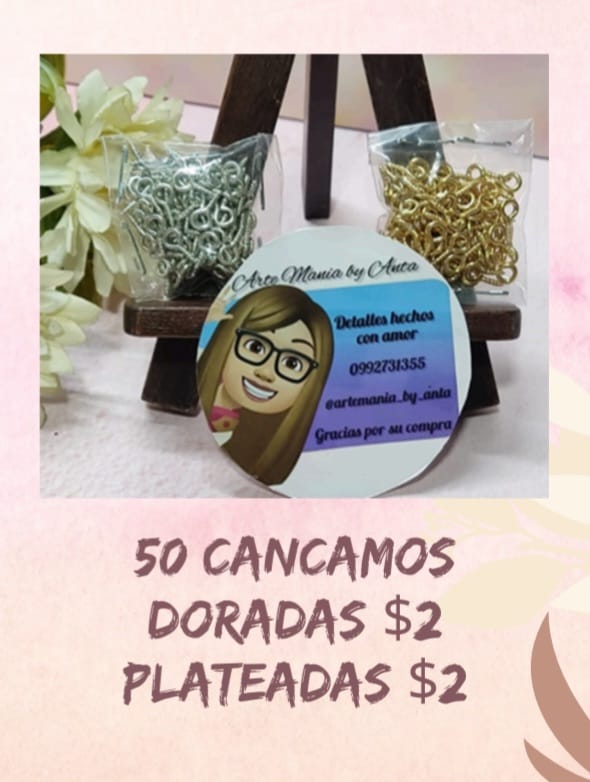 Arte Mania by Anta
Detalles hechos
con amor
0992731355
@artemania_by_anta
Gracias por su compra
50 CANCAMOS
DORADAS $2
PLATEADAS $2